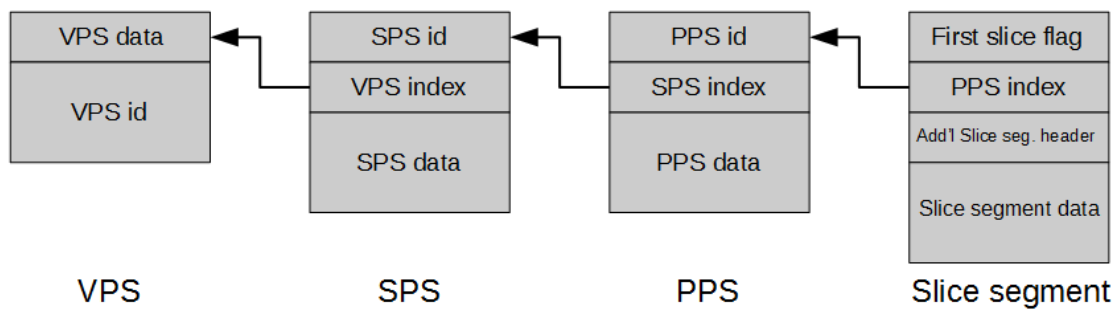 VPS data
VPS id
VPS
SPS id
VPS index
SPS data
SPS
PPS id
SPS index
PPS data
PPS
First slice flag
PPS index
Add'l Slice seg. header
Slice segment data
Slice segment